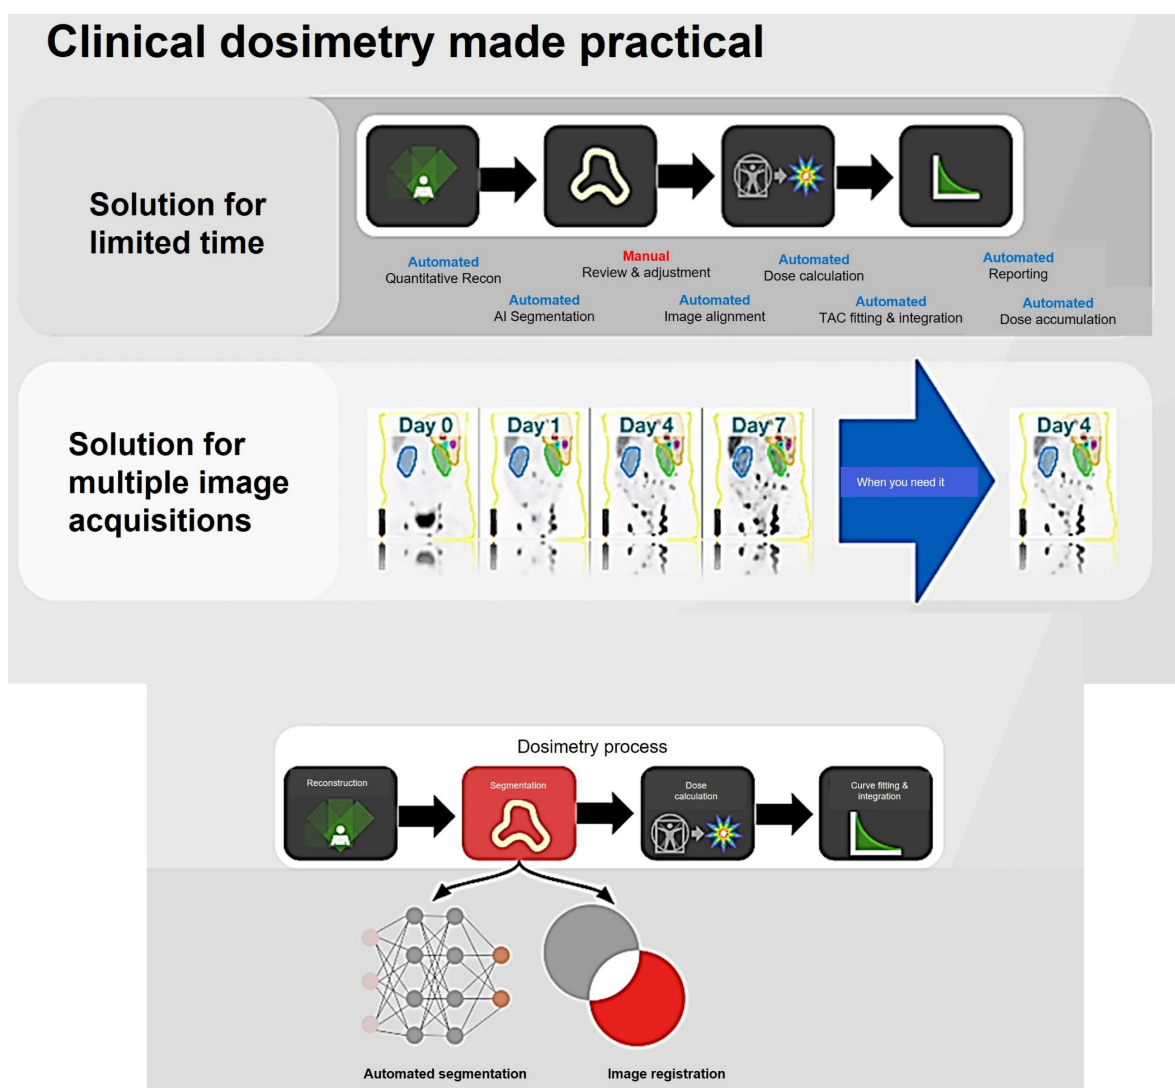 Clinical dosimetry made practical
Solution for
limited time
Automated
Quantitative Recon
Manual
Review & adjustment
Automated
Dose calculation
Automated
Reporting
Automated
AI Segmentation
Automated
Image alignment
Automated
TAC fitting & integration
Automated
Dose accumulation
Solution for
multiple image
acquisitions
Day 0
Day 1
Day 4
Day 7
When you need it
Day 4
Dosimetry process
Reconstruction
Segmentation
Dose
calculation
Curve fitting &
integration
Automated segmentation
Image registration